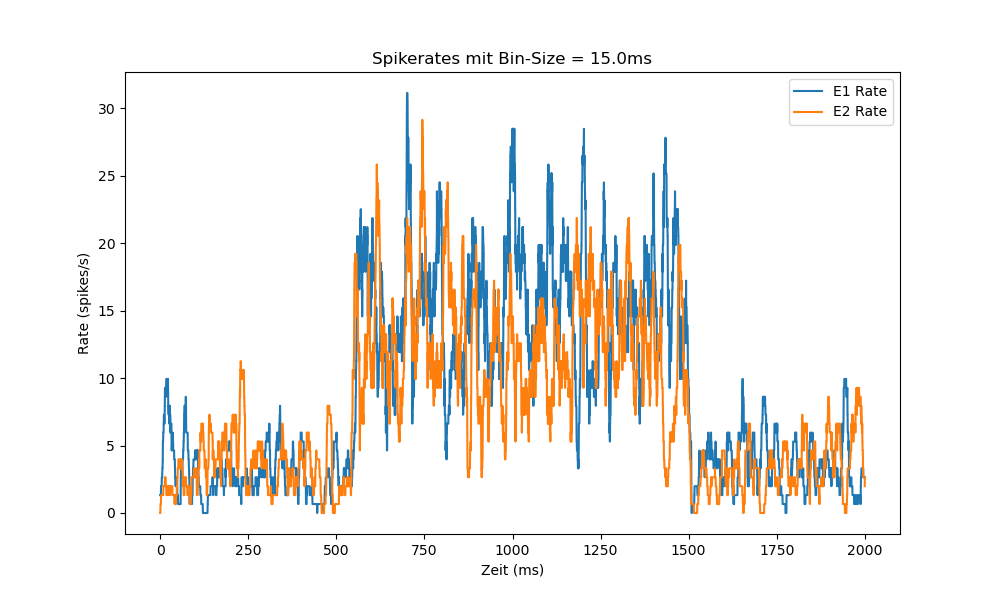 Spikerates mit Bin-Size = 15.0ms
E1 Rate
E2 Rate
Rate (spikes/s)
30
25
20
15
10
5
0
0 250 500 750 1000 1250 1500 1750 2000
Zeit (ms)